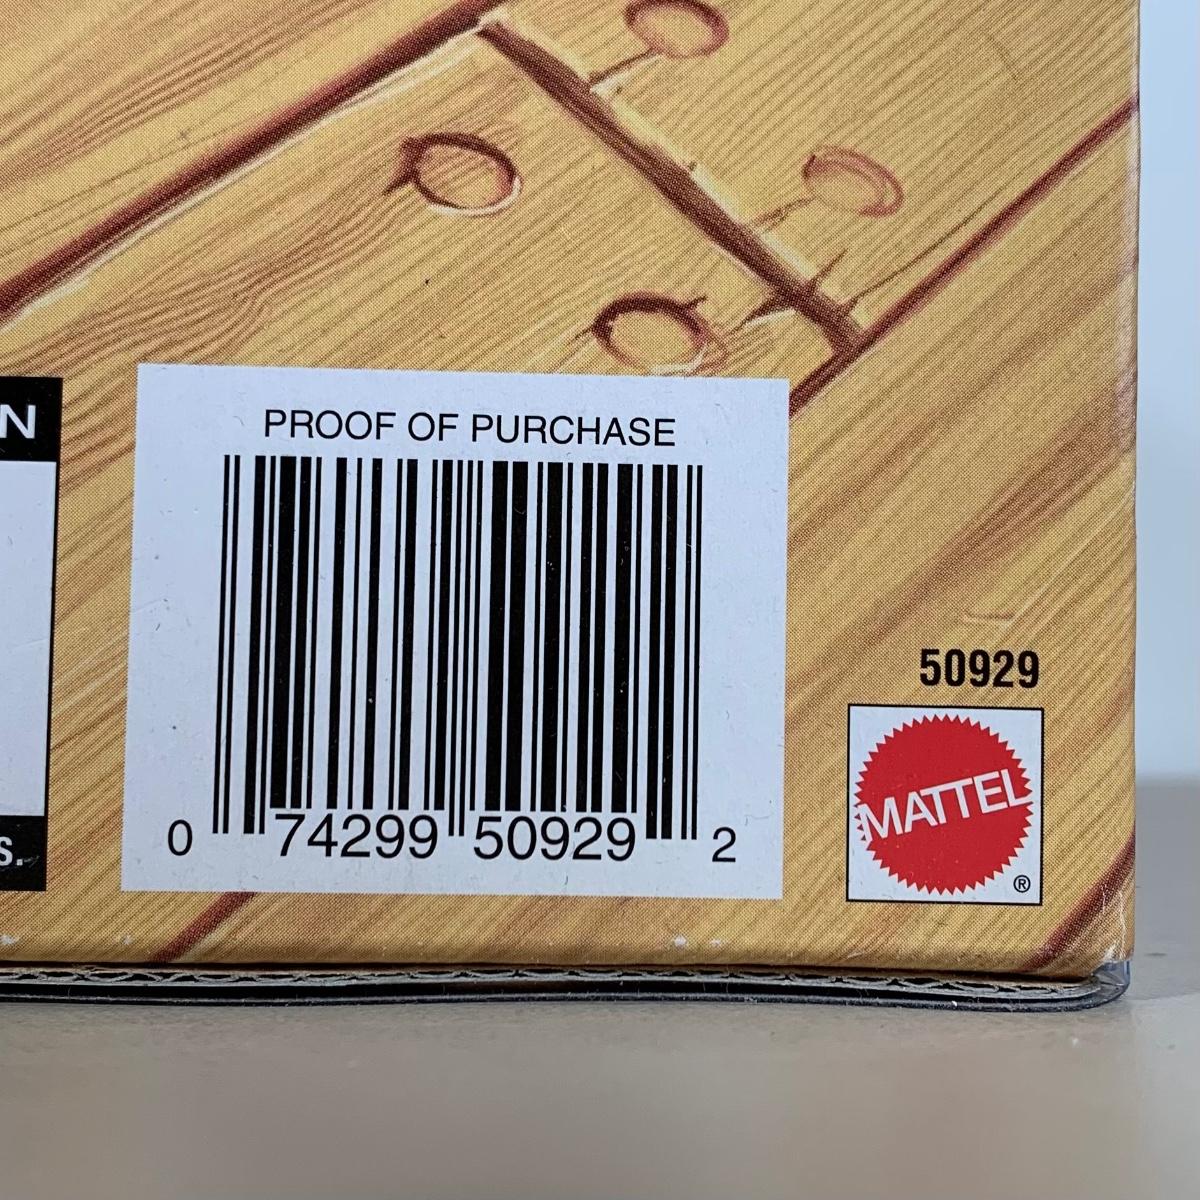 N
PROOF OF PURCHASE
50929
MATTEL
®
s.
0 74299 50929 2